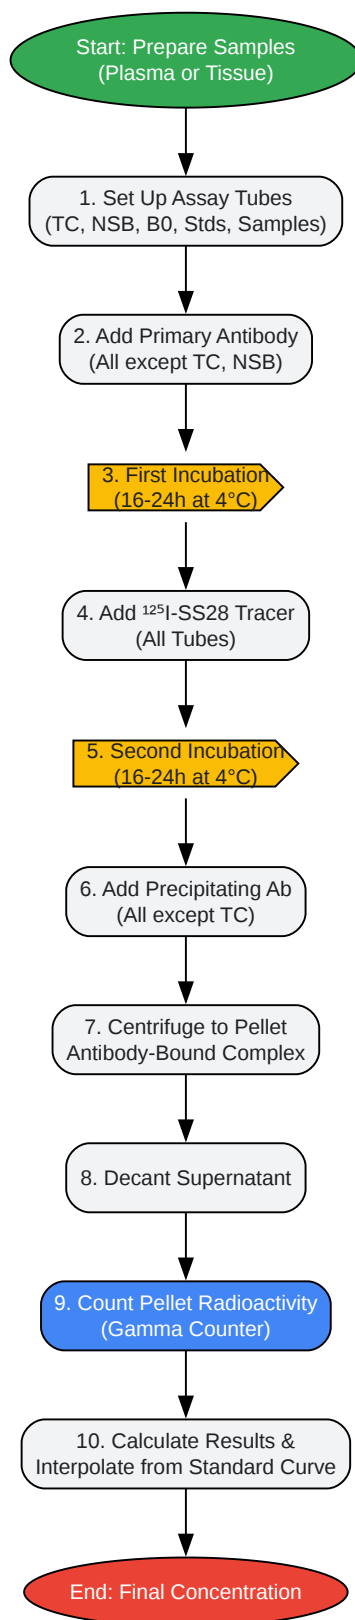 Start: Prepare Samples
(Plasma or Tissue)
1. Set Up Assay Tubes
(TC, NSB, B0, Stds, Samples)
2. Add Primary Antibody
(All except TC, NSB)
3. First Incubation
(16-24h at 4°C)
4. Add ¹²⁵I-SS28 Tracer
(All Tubes)
5. Second Incubation
(16-24h at 4°C)
6. Add Precipitating Ab
(All except TC)
7. Centrifuge to Pellet
Antibody-Bound Complex
8. Decant Supernatant
9. Count Pellet Radioactivity
(Gamma Counter)
10. Calculate Results &
Interpolate from Standard Curve
End: Final Concentration